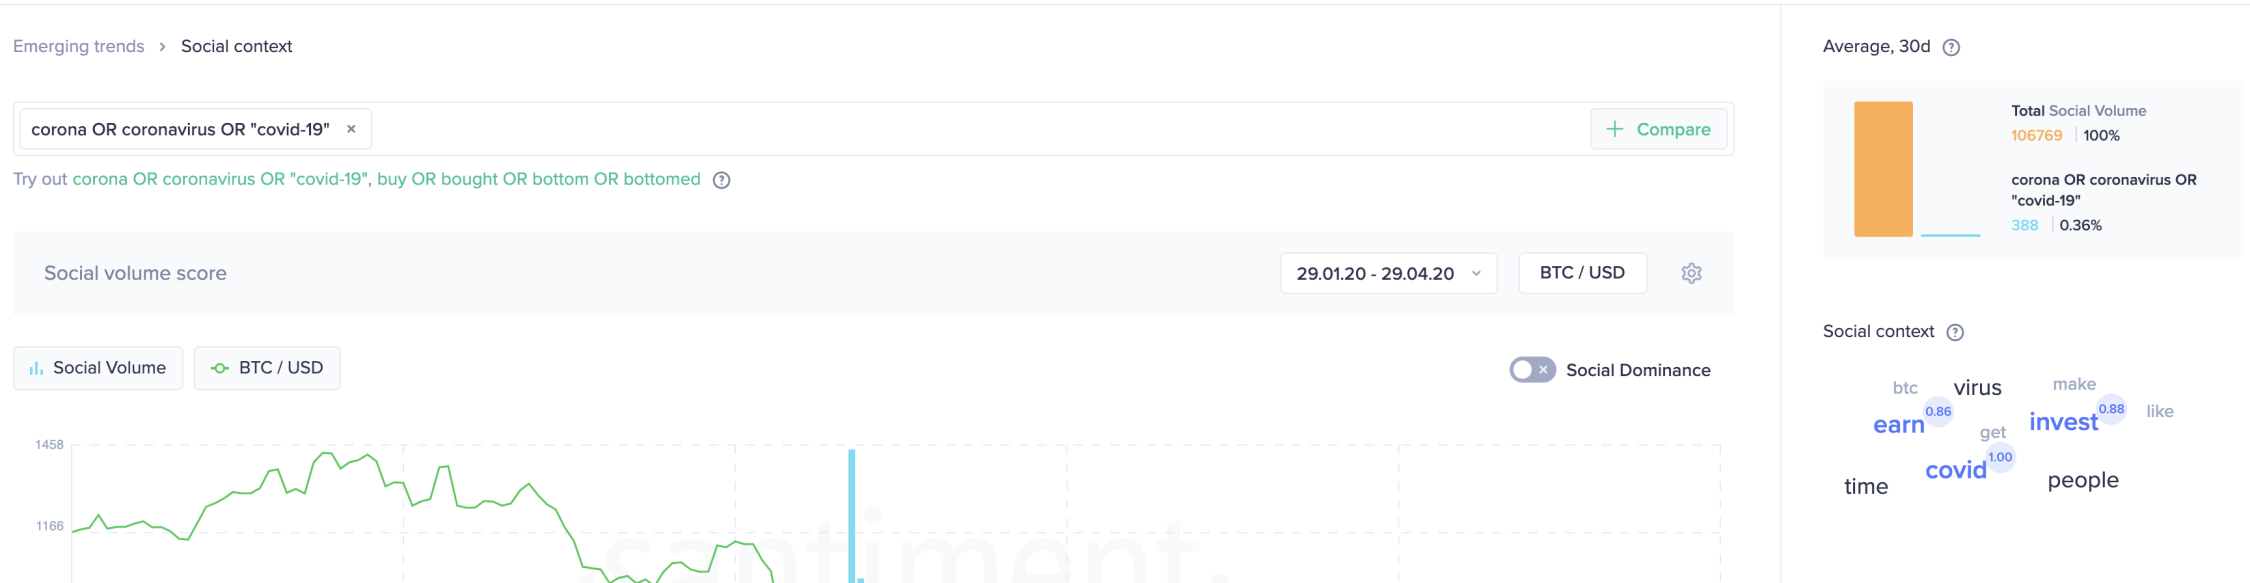 Emerging trends > Social context
corona OR coronavirus OR "covid-19" ×
+ Compare
Try out corona OR coronavirus OR "covid-19", buy OR bought OR bottom OR bottomed ?
Social volume score
29.01.20 - 29.04.20
BTC / USD
Social Volume
BTC / USD
Social Dominance
1458
1166
.santiment.
Average, 30d ?
Total Social Volume
106769 | 100%
corona OR coronavirus OR
"covid-19"
388 | 0.36%
Social context ?
btc virus make
earn 0.86 invest 0.88 like
get
covid 1.00 people
time